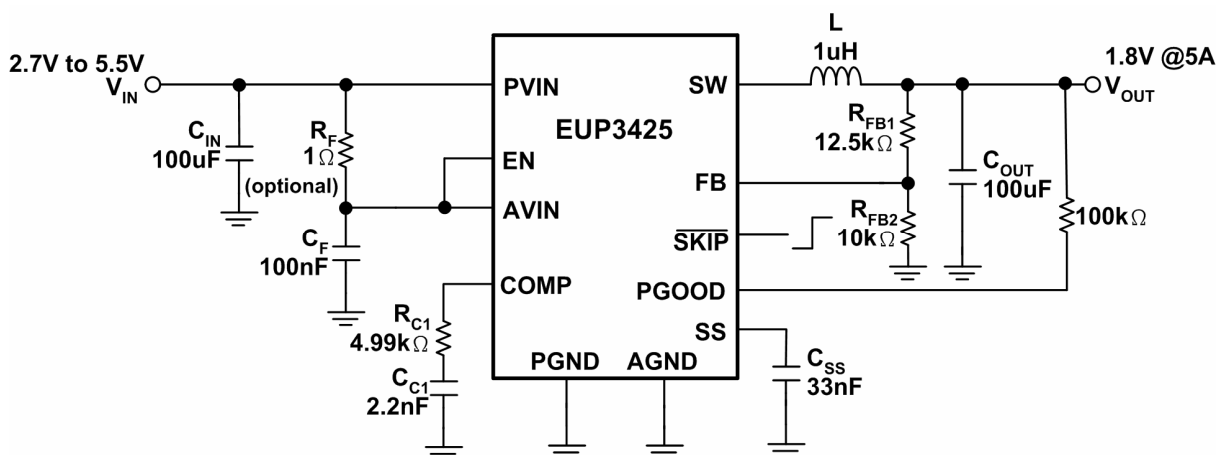 2.7V to 5.5V
VIN
CIN
100uF
RF
1Ω
(optional)
CF
100nF
RC1
4.99kΩ
CC1
2.2nF
PVIN
EN
AVIN
COMP
EUP3425
PGND
AGND
SW
FB
SKIP
PGOOD
SS
L
1uH
RFB1
12.5kΩ
RFB2
10kΩ
COUT
100uF
100kΩ
CSS
33nF
1.8V @5A
VOUT